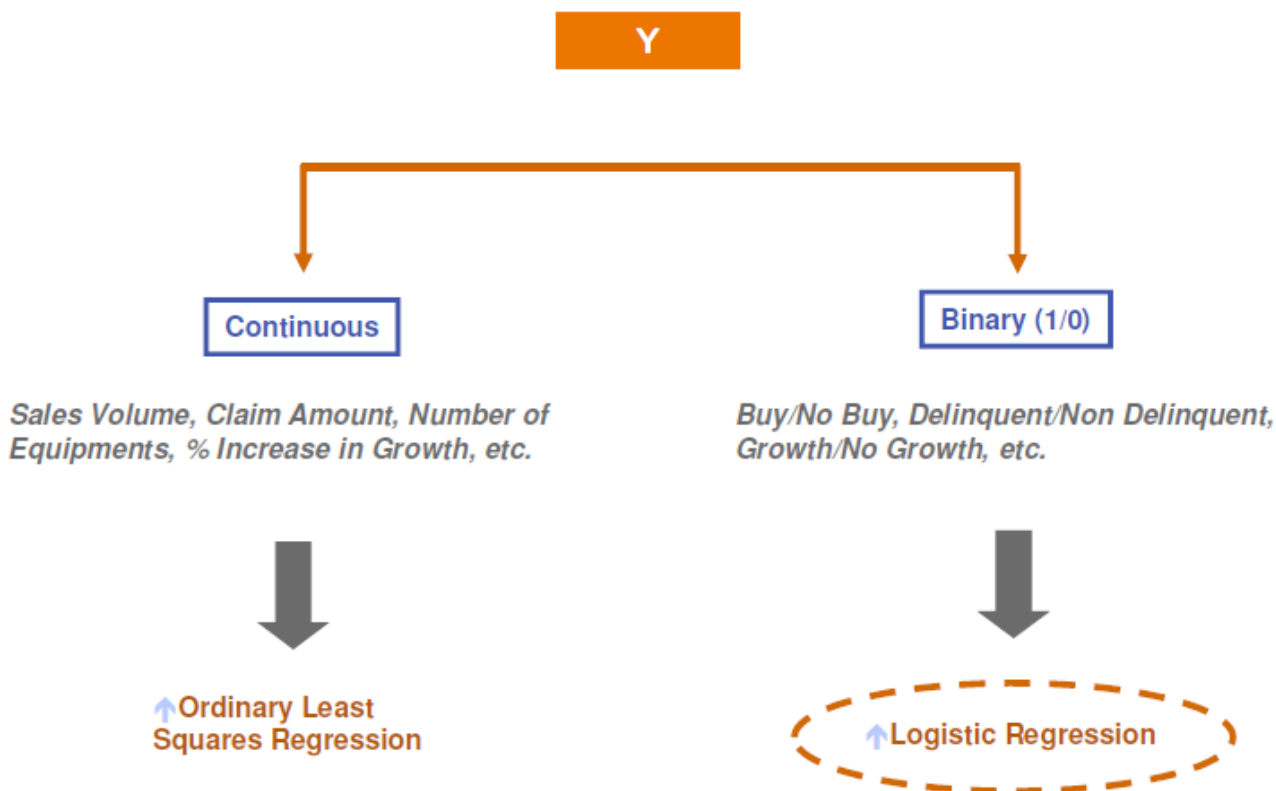 Y
Continuous
Binary (1/0)
Sales Volume, Claim Amount, Number of
Equipments, % Increase in Growth, etc.
Buy/No Buy, Delinquent/Non Delinquent,
Growth/No Growth, etc.
Ordinary Least
Squares Regression
Logistic Regression